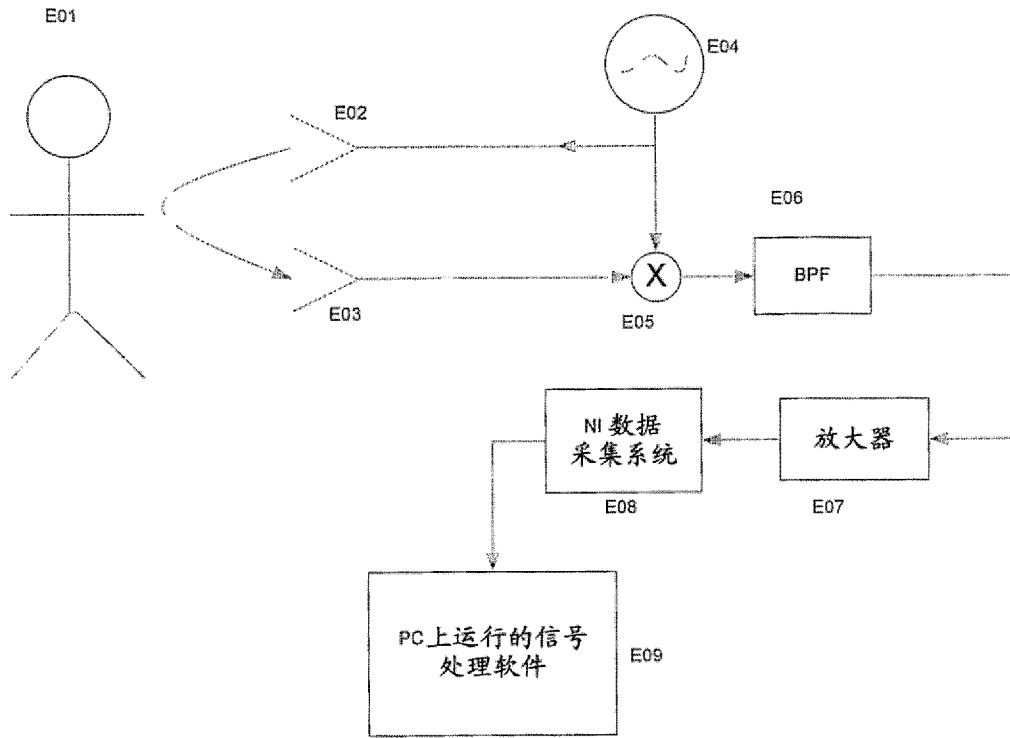 E01
E04
E02
E06
BPF
X
E03
E05
NI 数据
采集系统
放大器
E08
E07
PC上运行的信号
处理软件
E09